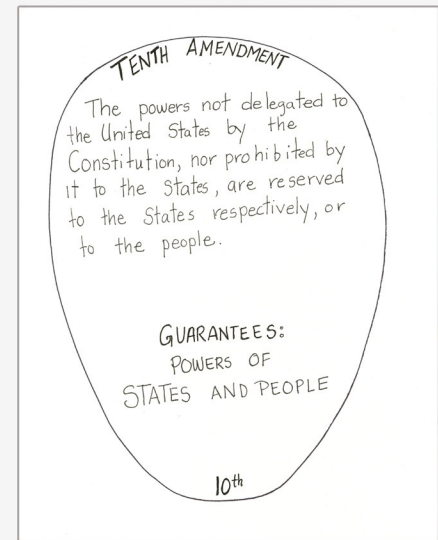 TENTH AMENDMENT
The powers not delegated to
the United States by the
Constitution, nor prohibited by
it to the States, are reserved
to the States respectively, or
to the people.
GUARANTEES:
POWERS OF
STATES AND PEOPLE
10th